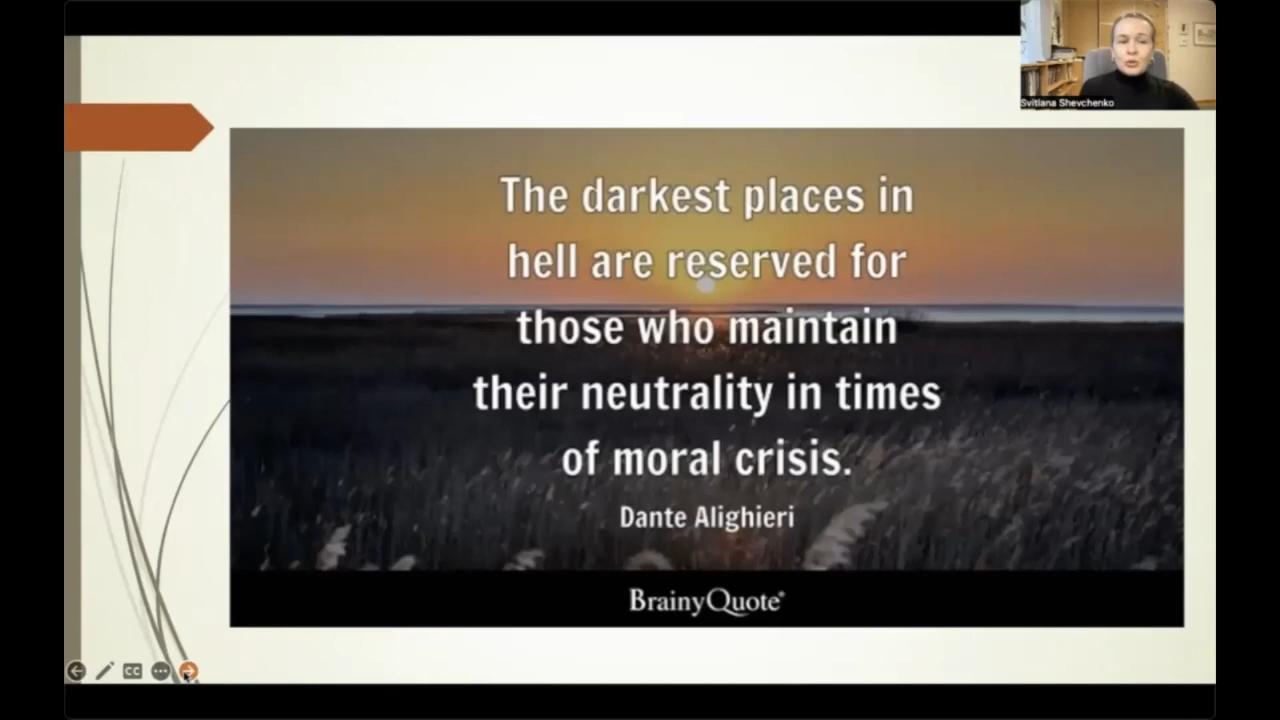 Svitlana Shevchenko
The darkest places in
hell are reserved for
those who maintain
their neutrality in times
of moral crisis.
Dante Alighieri
BrainyQuote®
CC